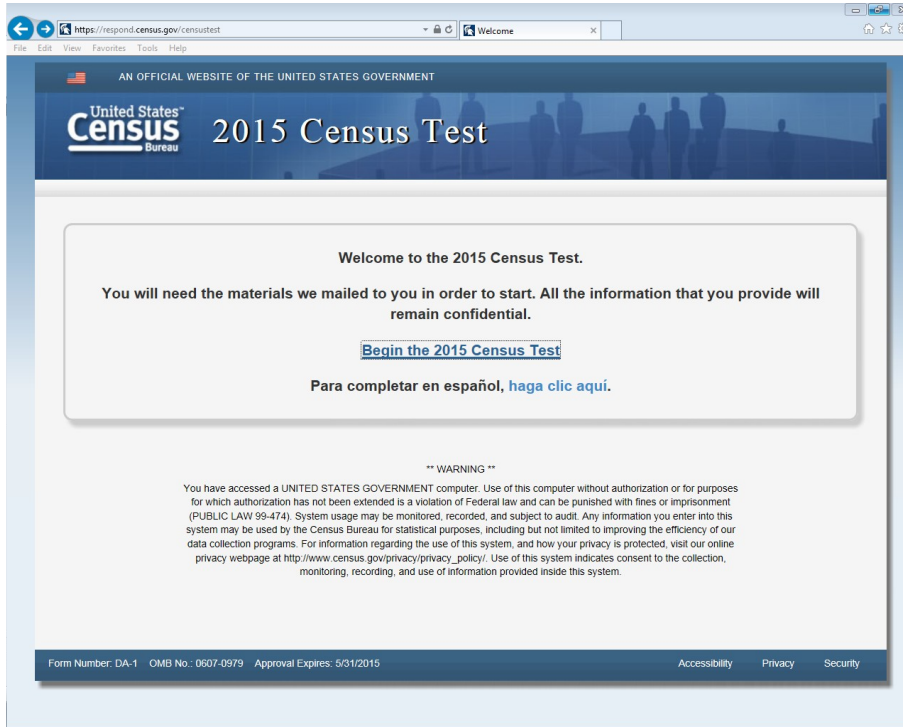 https://respond.census.gov/censustest
Welcome
File Edit View Favorites Tools Help
AN OFFICIAL WEBSITE OF THE UNITED STATES GOVERNMENT
United States™
Census
Bureau
2015 Census Test
Welcome to the 2015 Census Test.
You will need the materials we mailed to you in order to start. All the information that you provide will
remain confidential.
Begin the 2015 Census Test
Para completar en español, haga clic aquí.
** WARNING **
You have accessed a UNITED STATES GOVERNMENT computer. Use of this computer without authorization or for purposes
for which authorization has not been extended is a violation of Federal law and can be punished with fines or imprisonment
(PUBLIC LAW 99-474). System usage may be monitored, recorded, and subject to audit. Any information you enter into this
system may be used by the Census Bureau for statistical purposes, including but not limited to improving the efficiency of our
data collection programs. For information regarding the use of this system, and how your privacy is protected, visit our online
privacy webpage at http://www.census.gov/privacy/privacy_policy/. Use of this system indicates consent to the collection,
monitoring, recording, and use of information provided inside this system.
Form Number: DA-1 OMB No.: 0607-0979 Approval Expires: 5/31/2015 Accessibility Privacy Security